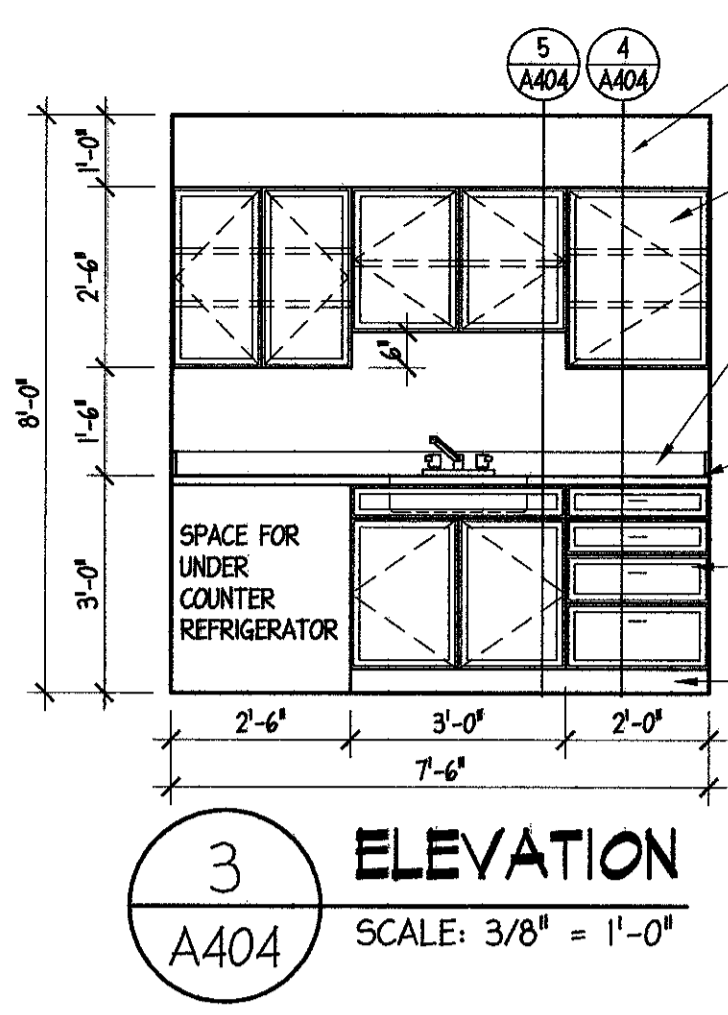 5
A404
4
A404
1'-0"
2'-6"
6"
8'-0"
1'-6"
3'-0"
SPACE FOR
UNDER
COUNTER
REFRIGERATOR
2'-6"
3'-0"
2'-0"
7'-6"
3
A404
ELEVATION
SCALE: 3/8" = 1'-0"